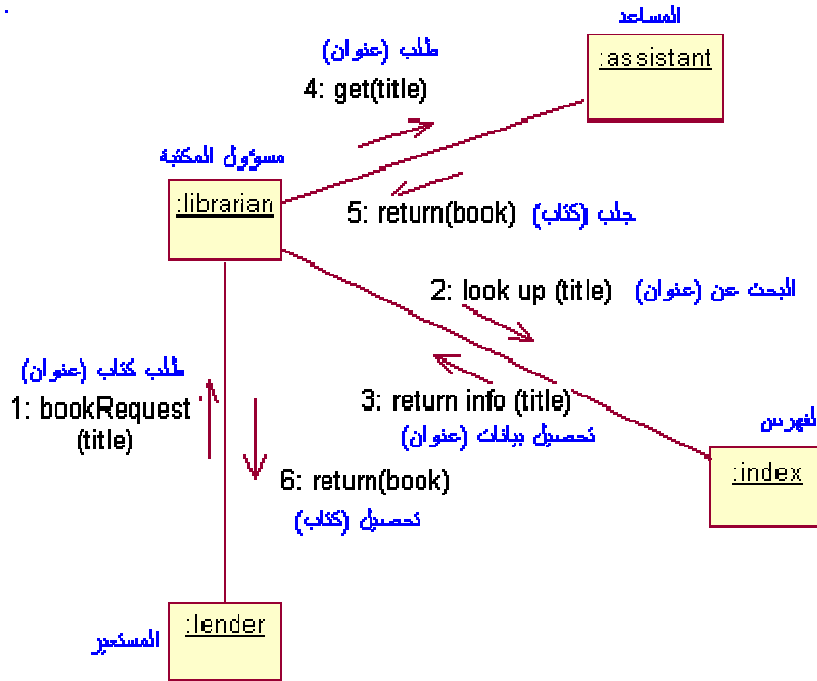 المساعد
:assistant
طلب (عنوان)
4: get(title)
مسؤول المكتبة
:librarian
5: return(book) جلب (كتاب)
2: look up (title) البحث عن (عنوان)
طلب كتاب (عنوان)
1: bookRequest
(title)
3: return info (title)
تحصيل بيانات (عنوان)
لفهرس
:index
6: return(book)
تحصيل (كتاب)
:lender
المستعير